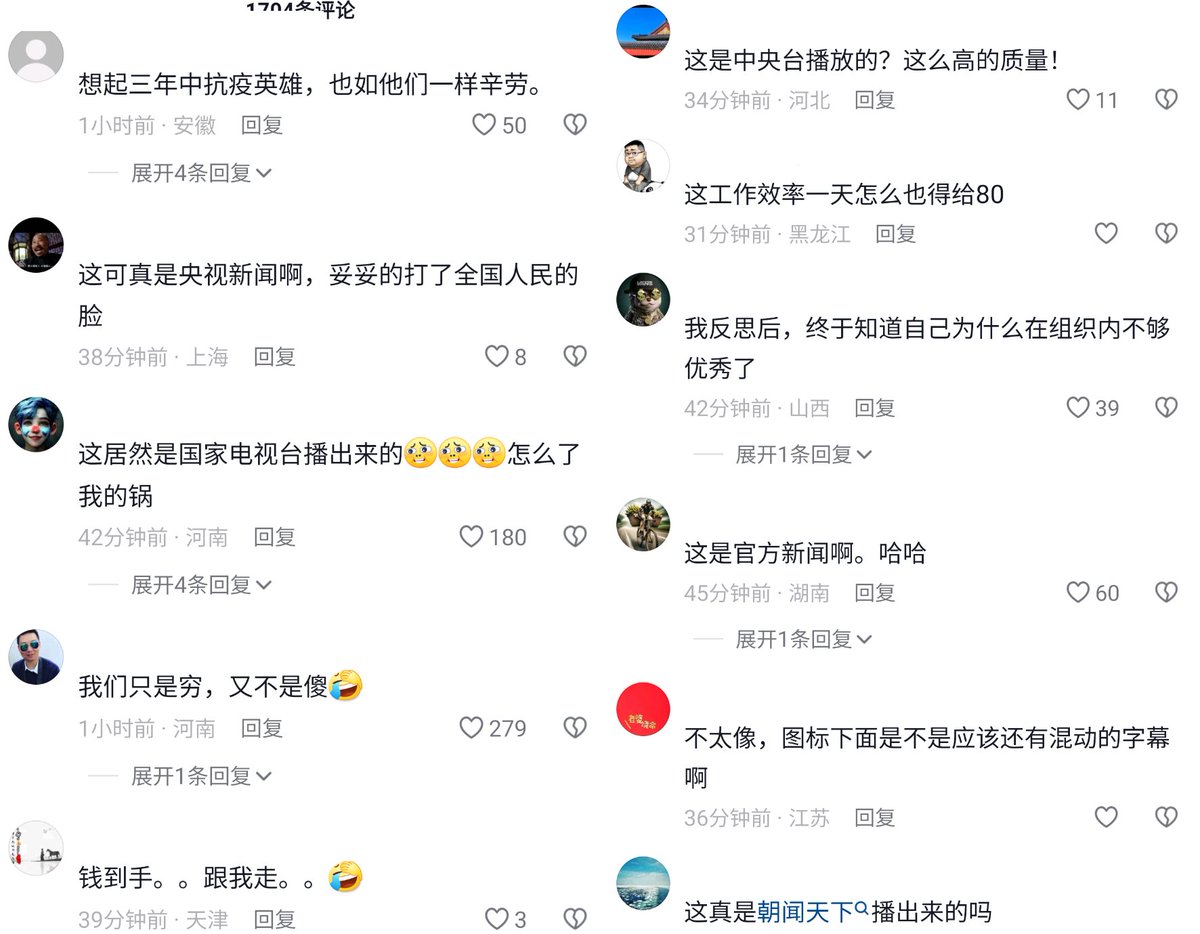 1704条评论
想起三年中抗疫英雄，也如他们一样辛劳。
1小时前 · 安徽 回复 50
展开4条回复
这可真是央视新闻啊，妥妥的打了全国人民的
脸
38分钟前 · 上海 回复 8
这居然是国家电视台播出来的怎么了
我的锅
42分钟前 · 河南 回复 180
展开4条回复
我们只是穷，又不是傻
1小时前 · 河南 回复 279
展开1条回复
钱到手。。跟我走。。
39分钟前 · 天津 回复 3
这是中央台播放的？这么高的质量！
34分钟前 · 河北 回复 11
这工作效率一天怎么也得给80
31分钟前 · 黑龙江 回复
我反思后，终于知道自己为什么在组织内不够
优秀了
42分钟前 · 山西 回复 39
展开1条回复
这是官方新闻啊。哈哈
45分钟前 · 湖南 回复 60
展开1条回复
不太像，图标下面是不是应该还有混动的字幕
啊
36分钟前 · 江苏 回复
这真是朝闻天下播出来的吗